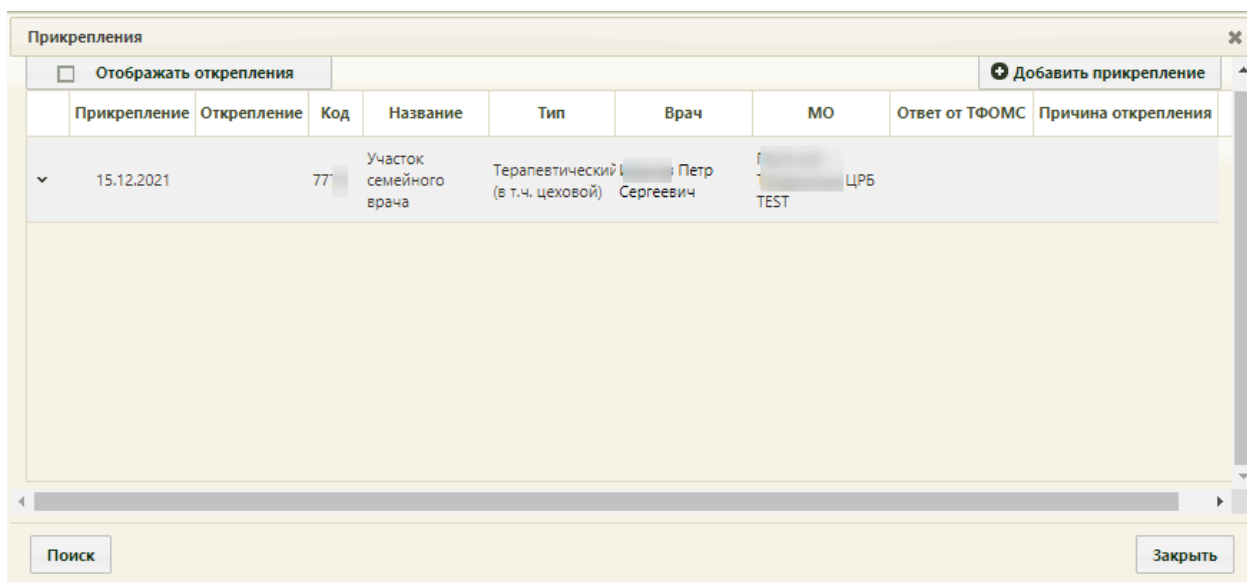 Прикрепления
Отображать открепления
Добавить прикрепление
Прикрепление Открепление Код Название Тип Врач МО Ответ от ТФОМС Причина открепления
15.12.2021
Участок
семейного
врача
Терапевтический
(в т.ч. цеховой)
Петр
Сергеевич
ЦРБ
TEST
Поиск
Закрыть